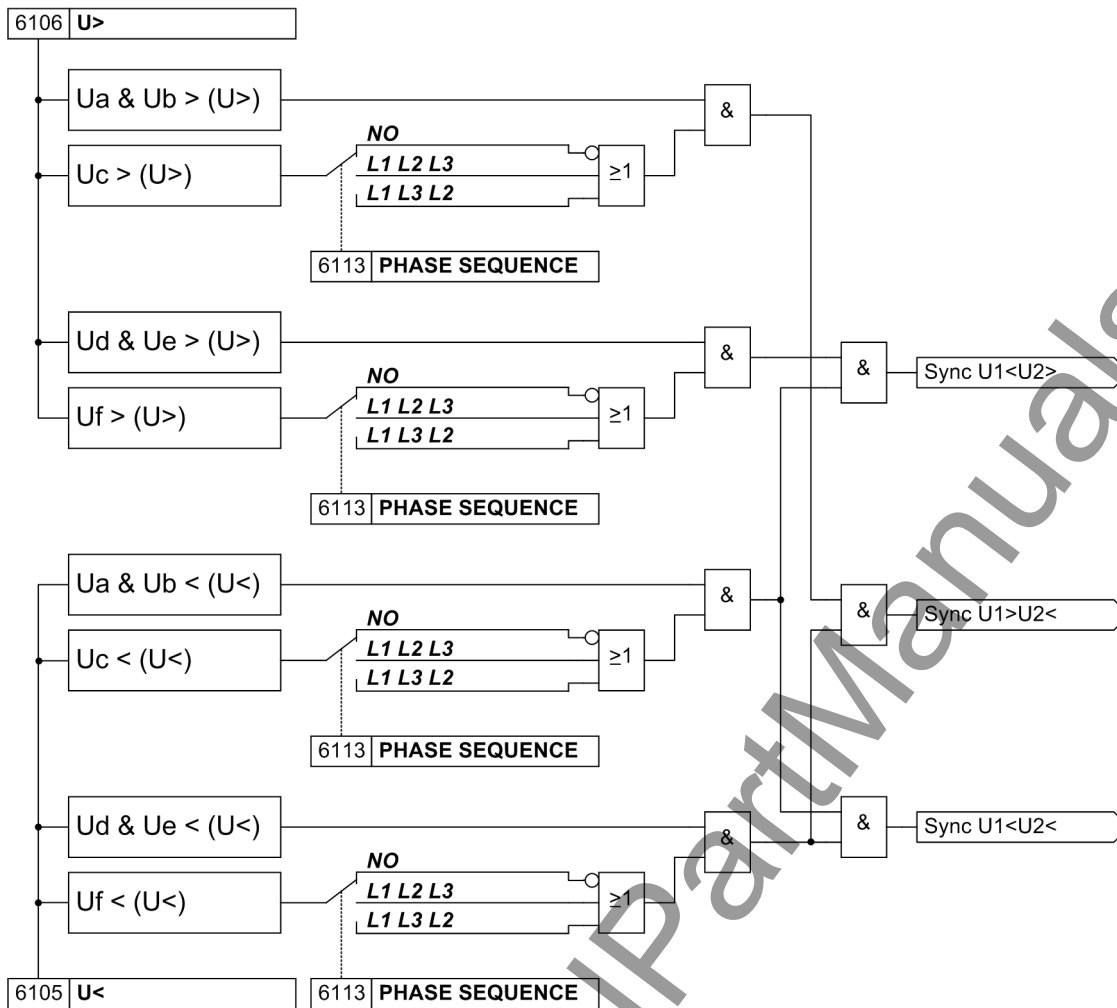 6106 U>
Ua & Ub > (U>)
&
NO
Uc > (U>)
L1 L2 L3
≥1
L1 L3 L2
6113 PHASE SEQUENCE
Ud & Ue > (U>)
&
&
Sync U1<U2>
NO
Uf > (U>)
L1 L2 L3
≥1
L1 L3 L2
6113 PHASE SEQUENCE
Ua & Ub < (U<)
&
&
Sync U1>U2<
NO
Uc < (U<)
L1 L2 L3
≥1
L1 L3 L2
6113 PHASE SEQUENCE
Ud & Ue < (U<)
&
&
Sync U1<U2<
NO
Uf < (U<)
L1 L2 L3
≥1
L1 L3 L2
6105 U<
6113 PHASE SEQUENCE